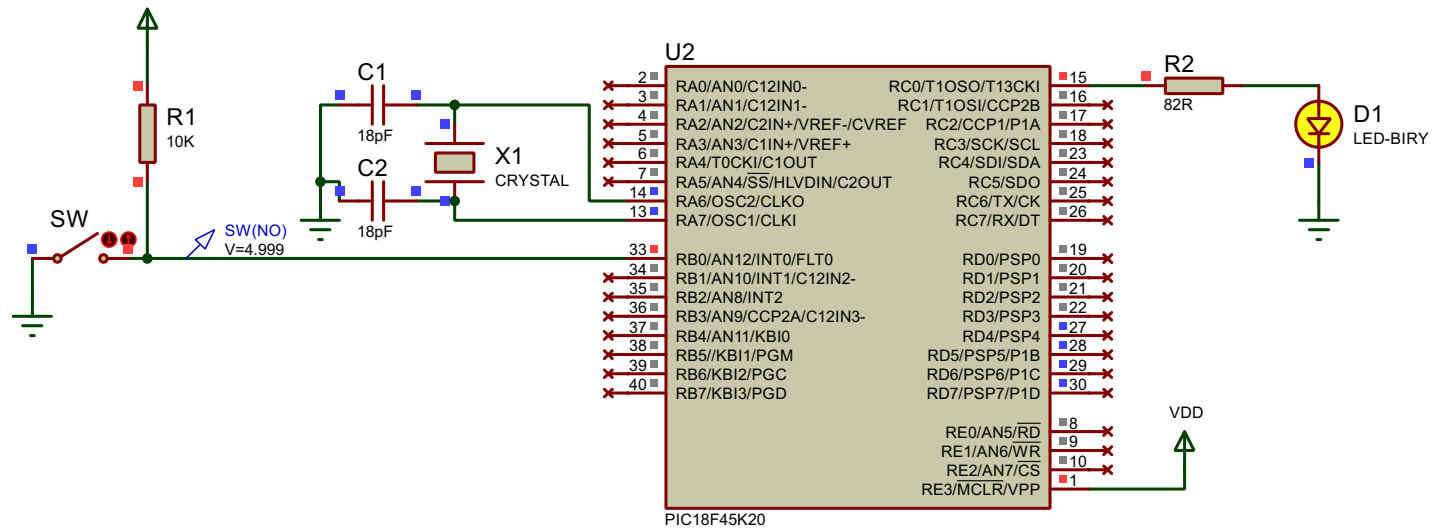 R1
10K
SW
SW(NO)
V=4.999
C1
18pF
C2
18pF
X1
CRYSTAL
U2
2 RA0/AN0/C12IN0-
3 RA1/AN1/C12IN1-
4 RA2/AN2/C2IN+/VREF-/CVREF
5 RA3/AN3/C1IN+/VREF+
6 RA4/T0CKI/C1OUT
7 RA5/AN4/SS/HLVDIN/C2OUT
14 RA6/OSC2/CLKO
13 RA7/OSC1/CLKI
33 RB0/AN12/INT0/FLT0
34 RB1/AN10/INT1/C12IN2-
35 RB2/AN8/INT2
36 RB3/AN9/CCP2A/C12IN3-
37 RB4/AN11/KBI0
38 RB5//KBI1/PGM
39 RB6/KBI2/PGC
40 RB7/KBI3/PGD
RC0/T1OSO/T13CKI 15
RC1/T1OSI/CCP2B 16
RC2/CCP1/P1A 17
RC3/SCK/SCL 18
RC4/SDI/SDA 23
RC5/SDO 24
RC6/TX/CK 25
RC7/RX/DT 26
RD0/PSP0 19
RD1/PSP1 20
RD2/PSP2 21
RD3/PSP3 22
RD4/PSP4 27
RD5/PSP5/P1B 28
RD6/PSP6/P1C 29
RD7/PSP7/P1D 30
RE0/AN5/RD 8
RE1/AN6/WR 9
RE2/AN7/CS 10
RE3/MCLR/VPP 1
PIC18F45K20
R2
82R
D1
LED-BIRY
VDD